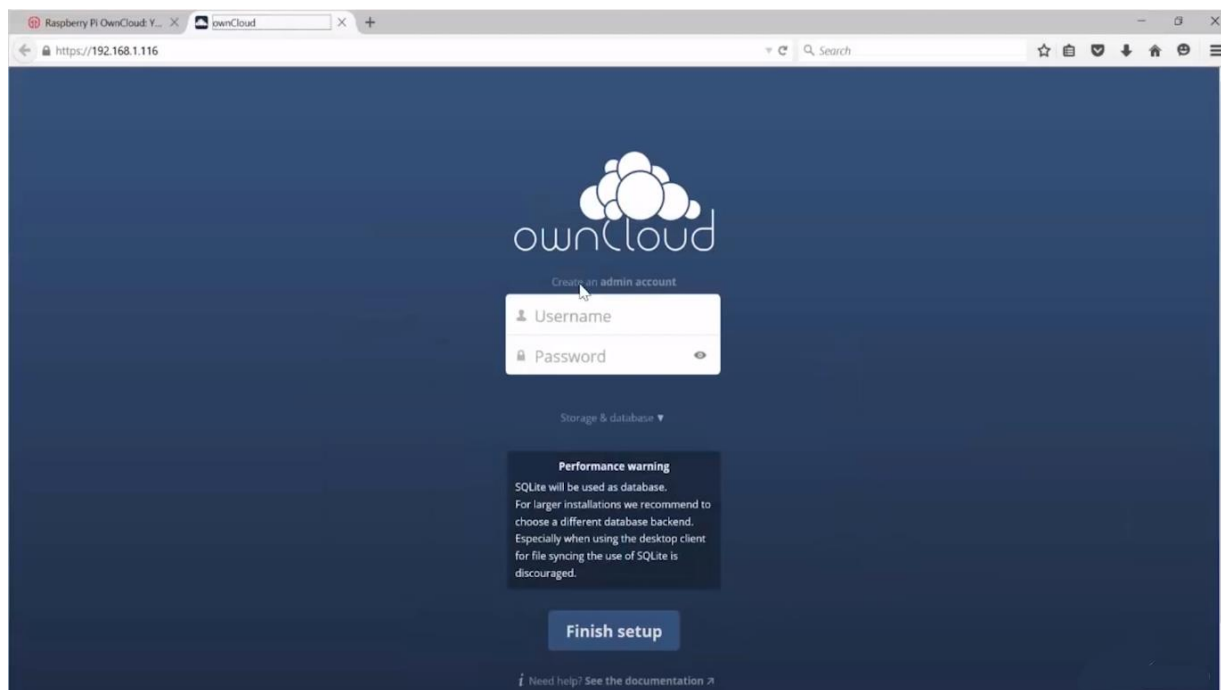 Raspberry Pi OwnCloud: Y...
ownCloud
https://192.168.1.116
Search
ownCloud
Create an admin account
Username
Password
Storage & database ▼
Performance warning
SQLite will be used as database.
For larger installations we recommend to
choose a different database backend.
Especially when using the desktop client
for file syncing the use of SQLite is
discouraged.
Finish setup
i Need help? See the documentation ↗